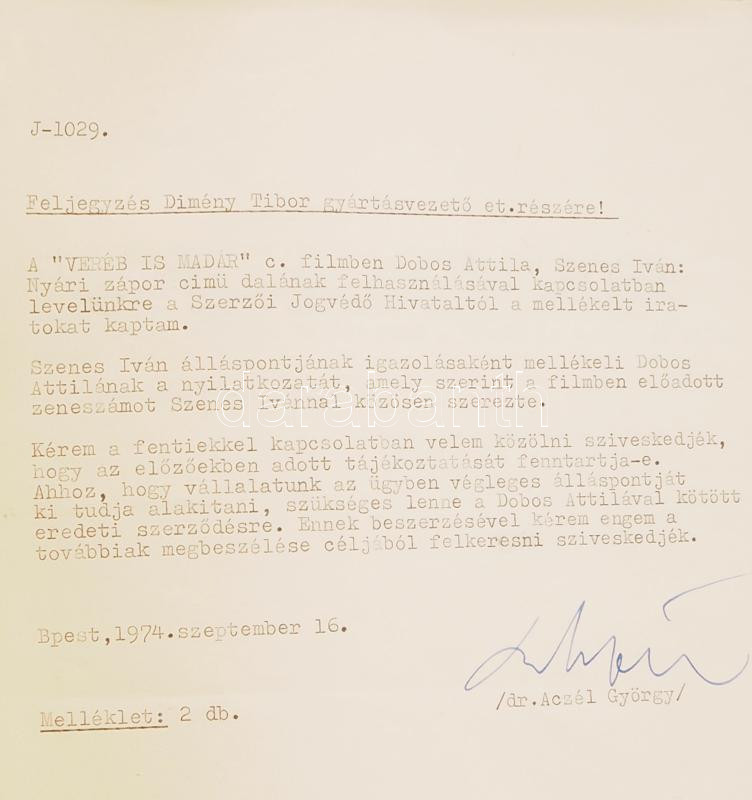 J-1029.
Feljegyzés Dimény Tibor gyártásvezető et.részére!
A "VERÉB IS MADÁR" c. filmben Dobos Attila, Szenes Iván:
Nyári zápor cimü dalának felhasználásával kapcsolatban
levelünkre a Szerzői Jogvédő Hivataltól a mellékelt ira-
tokat kaptam.
Szenes Iván álláspontjának igazolásaként mellékeli Dobos
Attilának a nyilatkozatát, amely szerint a filmben előadott
zeneszámot Szenes Ivánnal közösen szerezte.
darabanth
Kérem a fentiekkel kapcsolatban velem közölni sziveskedjék,
hogy az előzőekben adott tájékoztatását fenntartja-e.
Ahhoz, hogy vállalatunk az ügyben végleges álláspontját
ki tudja alakitani, szükséges lenne a Dobos Attilával kötött
eredeti szerződésre. Ennek beszerzésével kérem engem a
továbbiak megbeszélése céljából felkeresni sziveskedjék.
Bpest,1974.szeptember 16.
/dr.Aczél György/
Melléklet: 2 db.